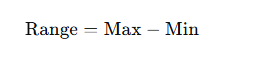 Range = Max − Min